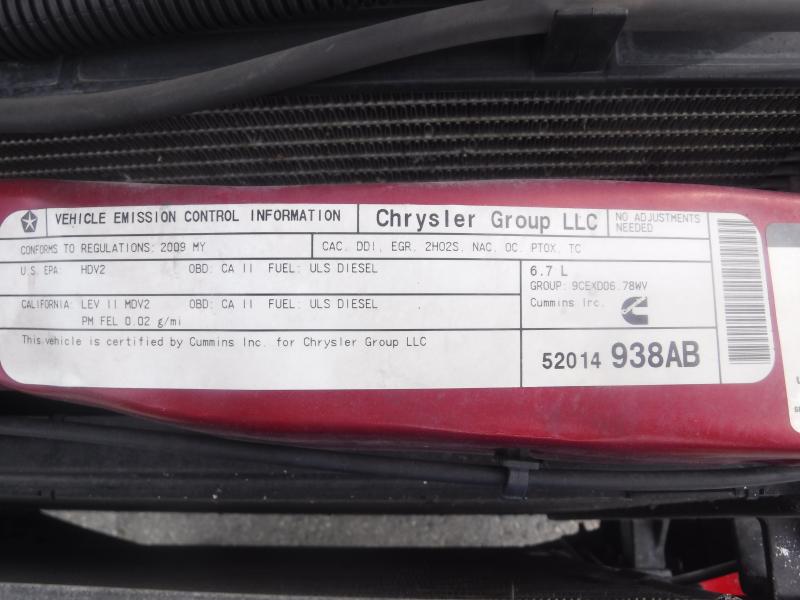 VEHICLE EMISSION CONTROL INFORMATION Chrysler Group LLC NO ADJUSTMENTS NEEDED
CONFORMS TO REGULATIONS: 2009 MY CAC, DDI, EGR, 2HO2S, NAC, OC, PTOX, TC
U.S. EPA: HDV2 OBD: CA II FUEL: ULS DIESEL
6.7 L
GROUP: 9CEXD06.78WV
CALIFORNIA: LEV II MDV2 OBD: CA II FUEL: ULS DIESEL
Cummins Inc.
PM FEL 0.02 g/mi
This vehicle is certified by Cummins Inc. for Chrysler Group LLC
52014 938AB